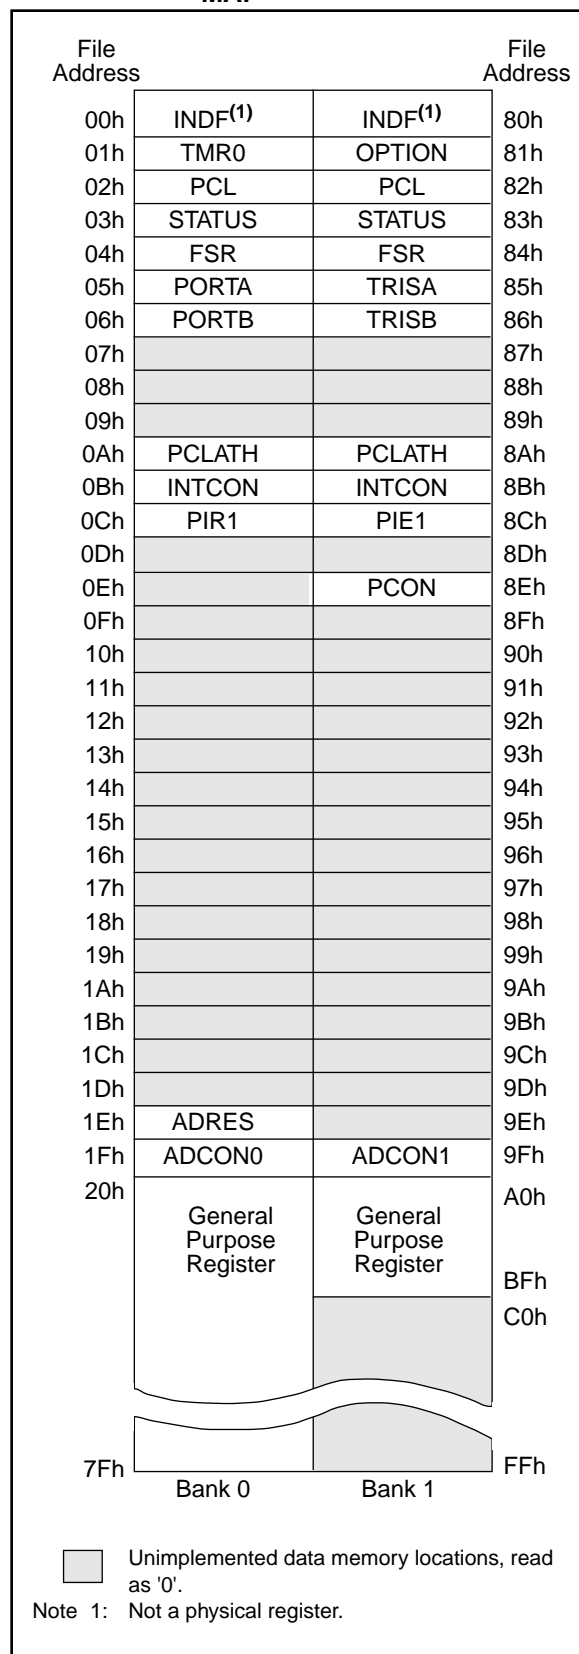 File File
Address Address
00h INDF(1) INDF(1) 80h
01h TMR0 OPTION 81h
02h PCL PCL 82h
03h STATUS STATUS 83h
04h FSR FSR 84h
05h PORTA TRISA 85h
06h PORTB TRISB 86h
07h 87h
08h 88h
09h 89h
0Ah PCLATH PCLATH 8Ah
0Bh INTCON INTCON 8Bh
0Ch PIR1 PIE1 8Ch
0Dh 8Dh
0Eh PCON 8Eh
0Fh 8Fh
10h 90h
11h 91h
12h 92h
13h 93h
14h 94h
15h 95h
16h 96h
17h 97h
18h 98h
19h 99h
1Ah 9Ah
1Bh 9Bh
1Ch 9Ch
1Dh 9Dh
1Eh ADRES 9Eh
1Fh ADCON0 ADCON1 9Fh
20h A0h
General General
Purpose Purpose
Register Register
BFh
C0h
7Fh FFh
Bank 0 Bank 1
Unimplemented data memory locations, read
as '0'.
Note 1: Not a physical register.